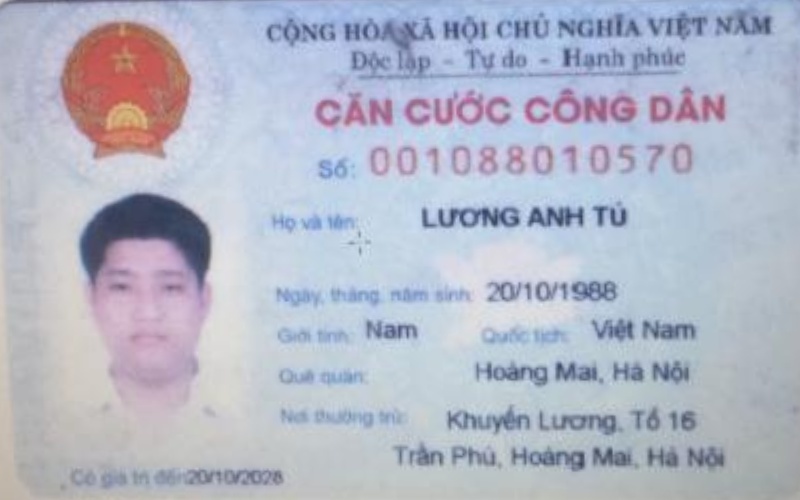 CỘNG HÒA XÃ HỘI CHỦ NGHĨA VIỆT NAM
Độc lập - Tự do - Hạnh phúc
CĂN CƯỚC CÔNG DÂN
Số: 001088010570
Họ và tên: LƯƠNG ANH TÚ
Ngày, tháng, năm sinh: 20/10/1988
Giới tính: Nam Quốc tịch: Việt Nam
Quê quán: Hoàng Mai, Hà Nội
Nơi thường trú: Khuyến Lương, Tổ 16
Trần Phú, Hoàng Mai, Hà Nội
Có giá trị đến: 20/10/2028